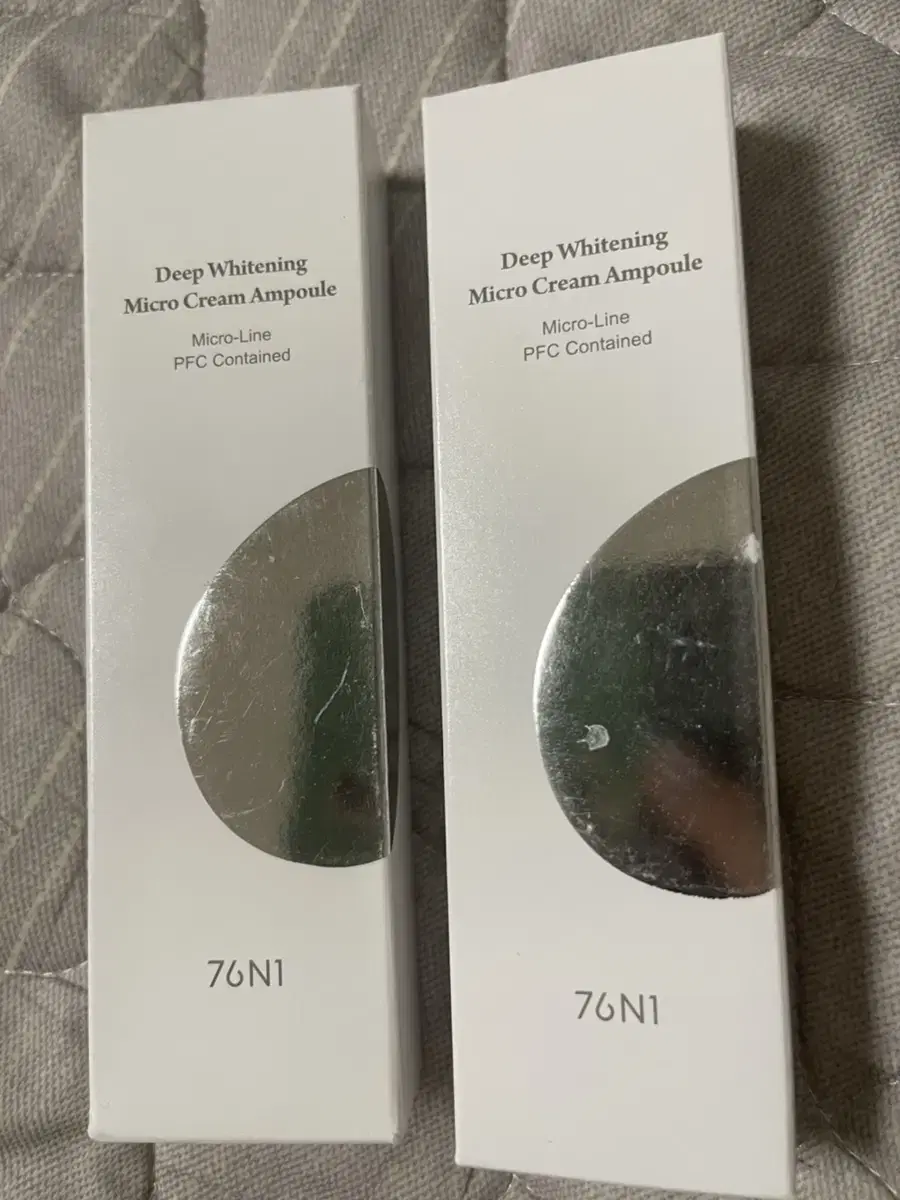 Deep Whitening
Micro Cream Ampoule
Micro-Line
PFC Contained
76N1
Deep Whitening
Micro Cream Ampoule
Micro-Line
PFC Contained
76N1